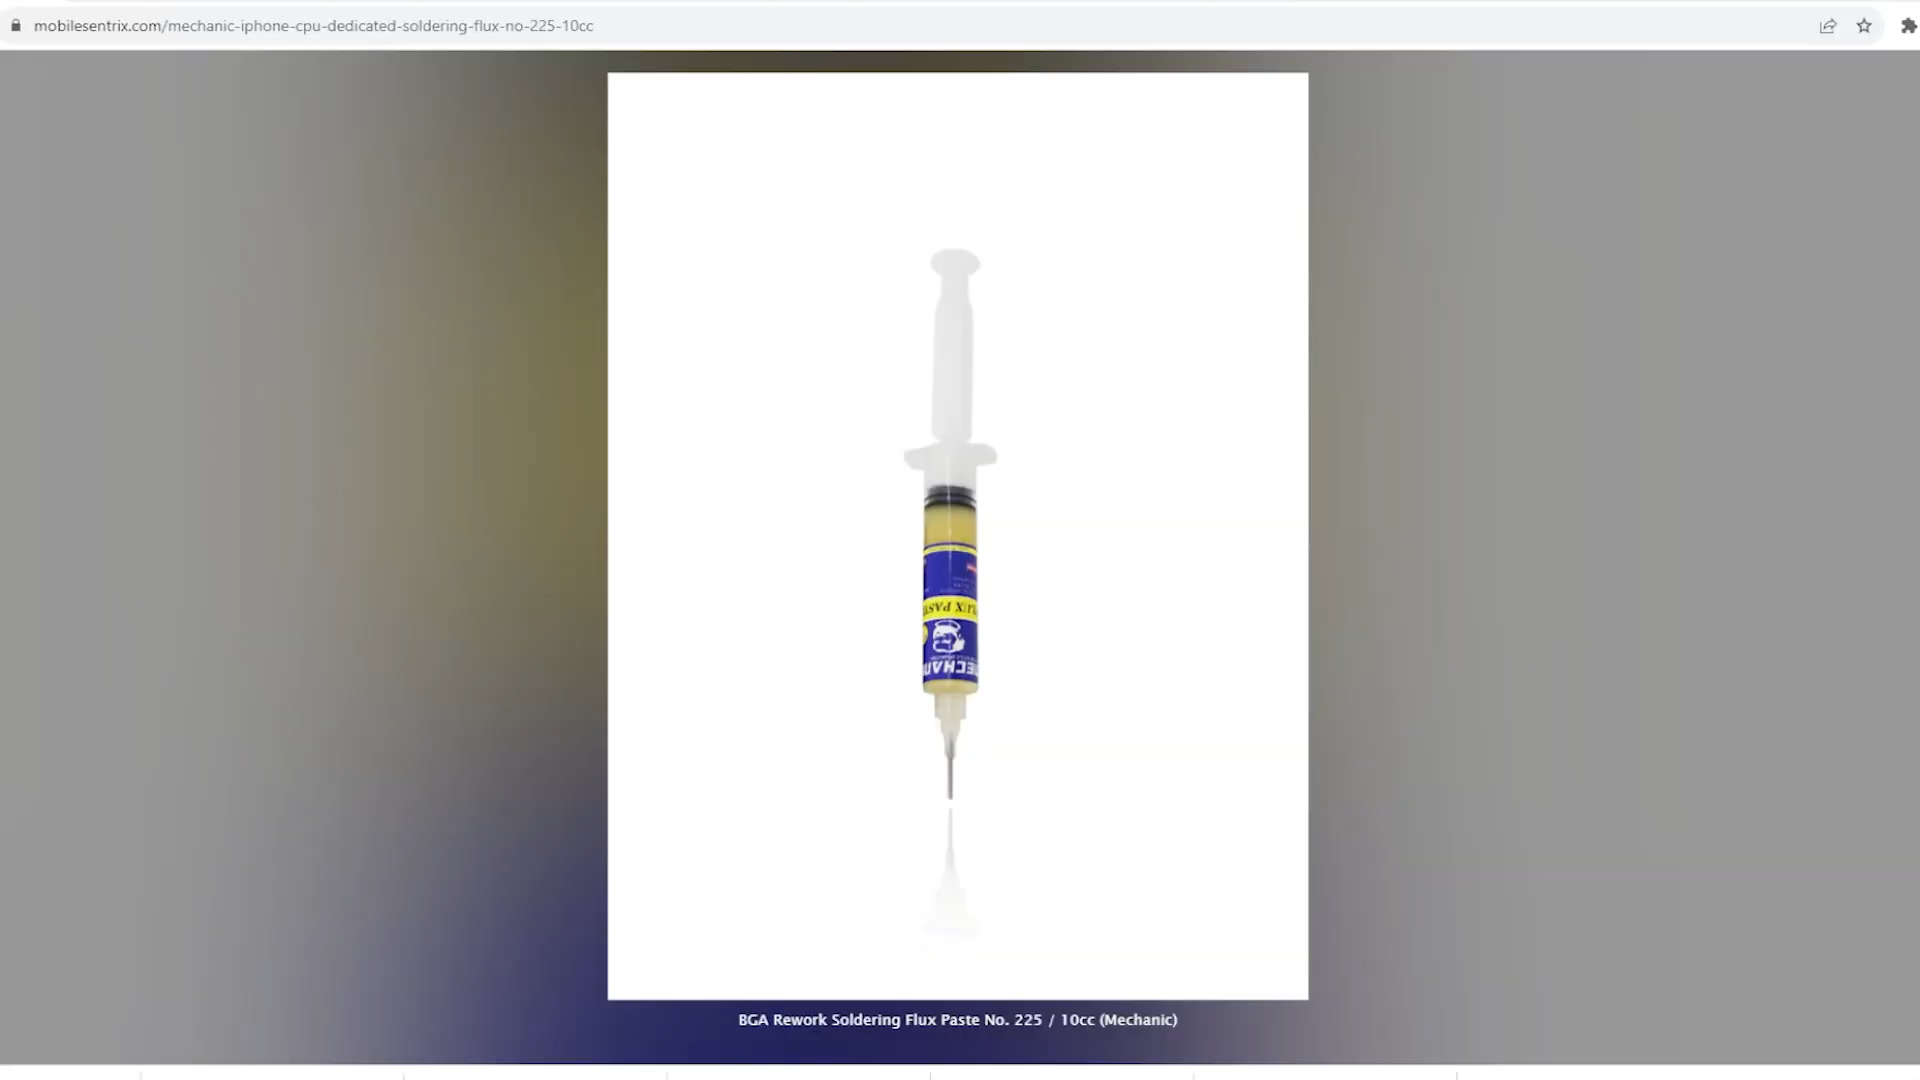 mobilesentrix.com/mechanic-iphone-cpu-dedicated-soldering-flux-no-225-10cc
BGA Rework Soldering Flux Paste No. 225 / 10cc (Mechanic)